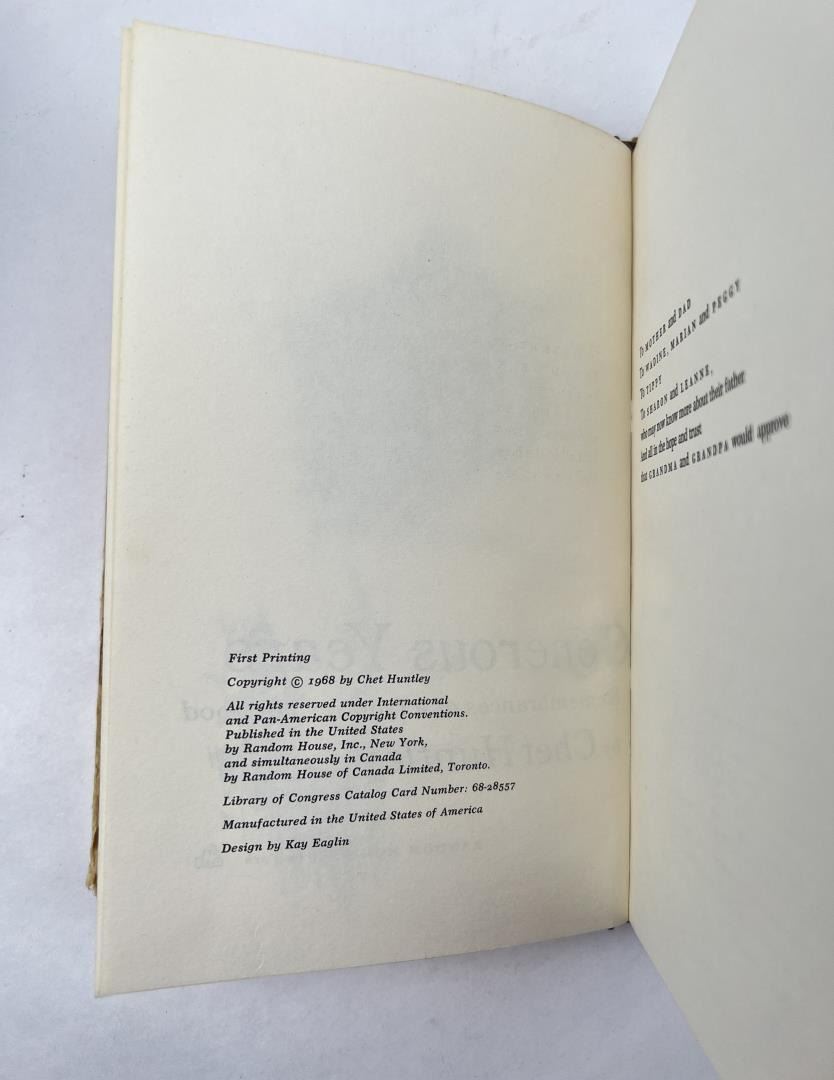 First Printing
Copyright © 1968 by Chet Huntley
All rights reserved under International
and Pan-American Copyright Conventions.
Published in the United States
by Random House, Inc., New York,
and simultaneously in Canada
by Random House of Canada Limited, Toronto.
Library of Congress Catalog Card Number: 68-28557
Manufactured in the United States of America
Design by Kay Eaglin
To MOTHER and DAD
To WADINE, MARIAN and PEGGY
To TIPPY
To SHARON and LEANNE,
who may now know more about their father
And all in the hope and trust
that GRANDMA and GRANDPA would approve